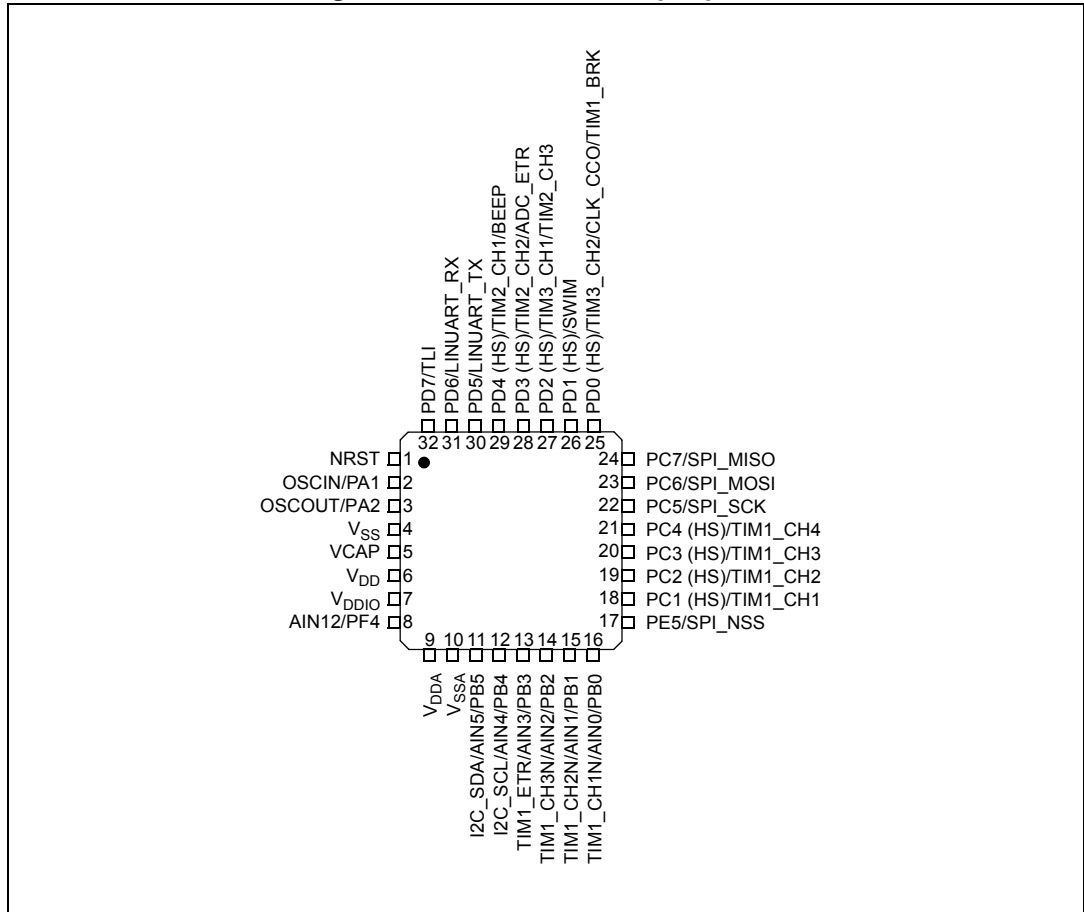 PD7/TLI
PD6/LINUART_RX
PD5/LINUART_TX
PD4 (HS)/TIM2_CH1/BEEP
PD3 (HS)/TIM2_CH2/ADC_ETR
PD2 (HS)/TIM3_CH1/TIM2_CH3
PD1 (HS)/SWIM
PD0 (HS)/TIM3_CH2/CLK_CCO/TIM1_BRK
32 31 30 29 28 27 26 25
NRST 1
OSCIN/PA1 2
OSCOUT/PA2 3
VSS 4
VCAP 5
VDD 6
VDDIO 7
AIN12/PF4 8
24 PC7/SPI_MISO
23 PC6/SPI_MOSI
22 PC5/SPI_SCK
21 PC4 (HS)/TIM1_CH4
20 PC3 (HS)/TIM1_CH3
19 PC2 (HS)/TIM1_CH2
18 PC1 (HS)/TIM1_CH1
17 PE5/SPI_NSS
9 10 11 12 13 14 15 16
VDDA
VSSA
I2C_SDA/AIN5/PB5
I2C_SCL/AIN4/PB4
TIM1_ETR/AIN3/PB3
TIM1_CH3N/AIN2/PB2
TIM1_CH2N/AIN1/PB1
TIM1_CH1N/AIN0/PB0